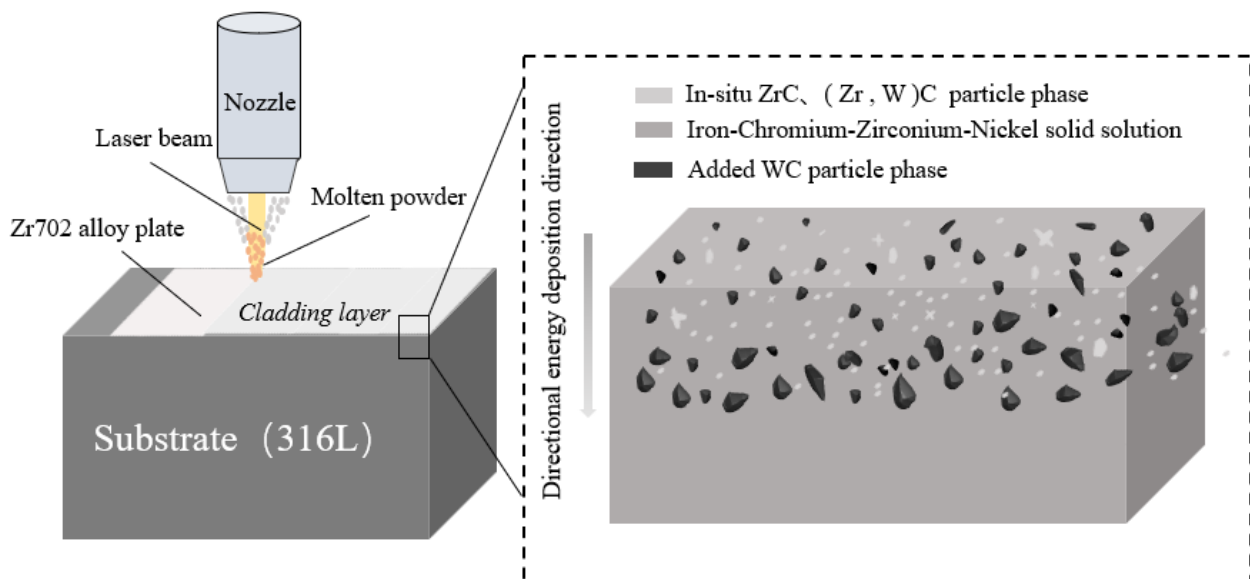 Nozzle
Laser beam
Molten powder
Zr702 alloy plate
Cladding layer
Substrate（316L）
Directional energy deposition direction
In-situ ZrC、( Zr , W )C particle phase
Iron-Chromium-Zirconium-Nickel solid solution
Added WC particle phase